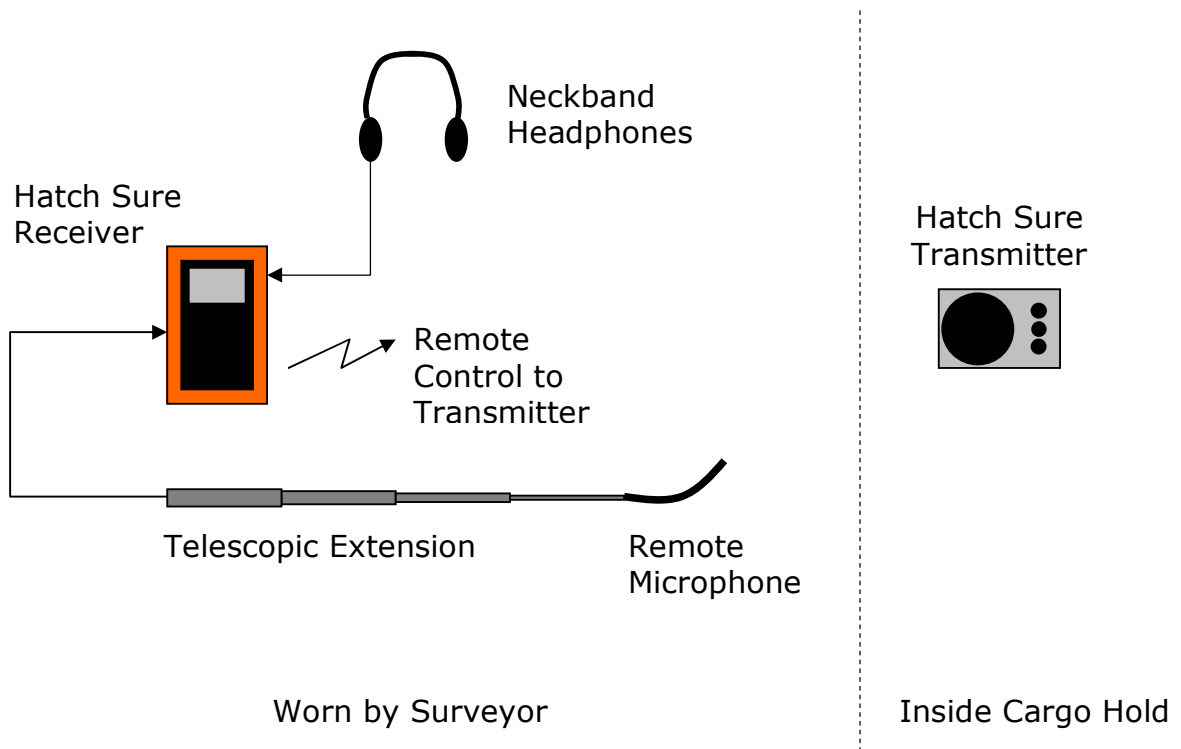 Neckband
Headphones
Hatch Sure
Receiver
Hatch Sure
Transmitter
Remote
Control to
Transmitter
Telescopic Extension
Remote
Microphone
Worn by Surveyor
Inside Cargo Hold